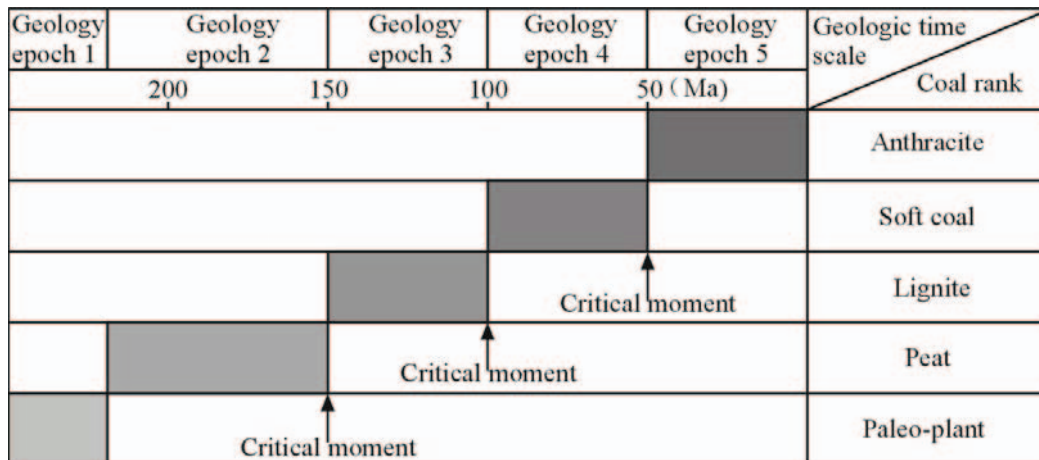 Geology epoch 1
Geology epoch 2
Geology epoch 3
Geology epoch 4
Geology epoch 5
Geologic time scale
Coal rank
200
150
100
50 (Ma)
Anthracite
Soft coal
Critical moment
Lignite
Critical moment
Peat
Critical moment
Paleo-plant